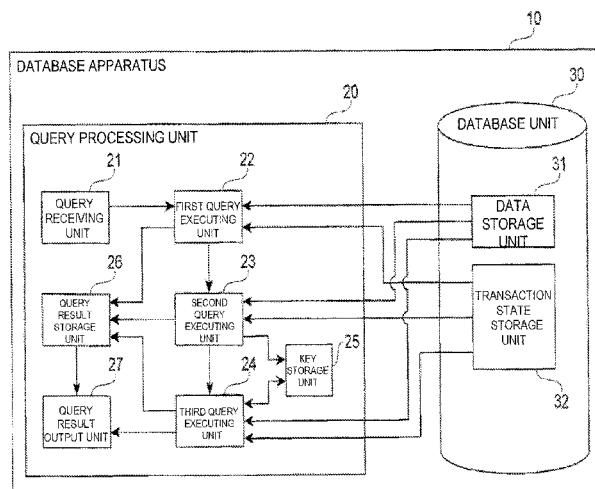 10
DATABASE APPARATUS
20
30
QUERY PROCESSING UNIT
DATABASE UNIT
21
22
31
QUERY
RECEIVING
UNIT
FIRST QUERY
EXECUTING
UNIT
DATA
STORAGE
UNIT
26
23
QUERY
RESULT
STORAGE
UNIT
SECOND
QUERY
EXECUTING
UNIT
TRANSACTION
STATE
STORAGE
UNIT
27
24
25
KEY
STORAGE
UNIT
QUERY
RESULT
OUTPUT UNIT
THIRD QUERY
EXECUTING
UNIT
32